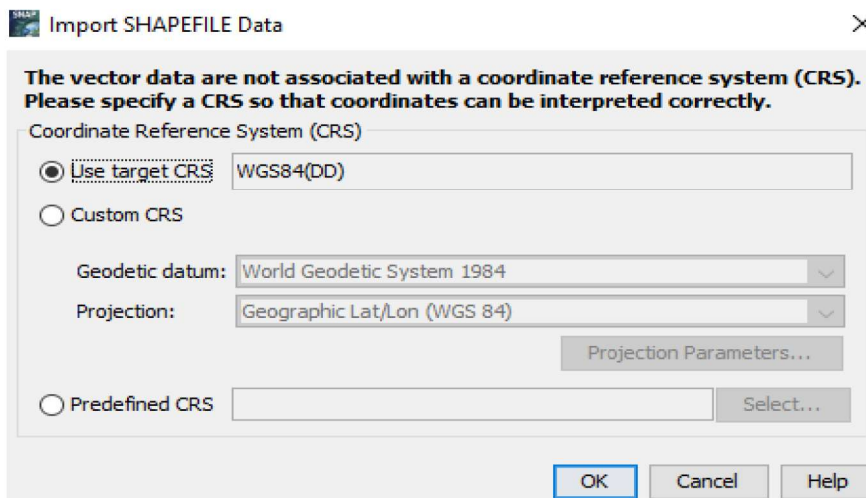 SNAP
Import SHAPEFILE Data
The vector data are not associated with a coordinate reference system (CRS).
Please specify a CRS so that coordinates can be interpreted correctly.
Coordinate Reference System (CRS)
Use target CRS WGS84(DD)
Custom CRS
Geodetic datum: World Geodetic System 1984
Projection: Geographic Lat/Lon (WGS 84)
Projection Parameters...
Predefined CRS Select...
OK Cancel Help